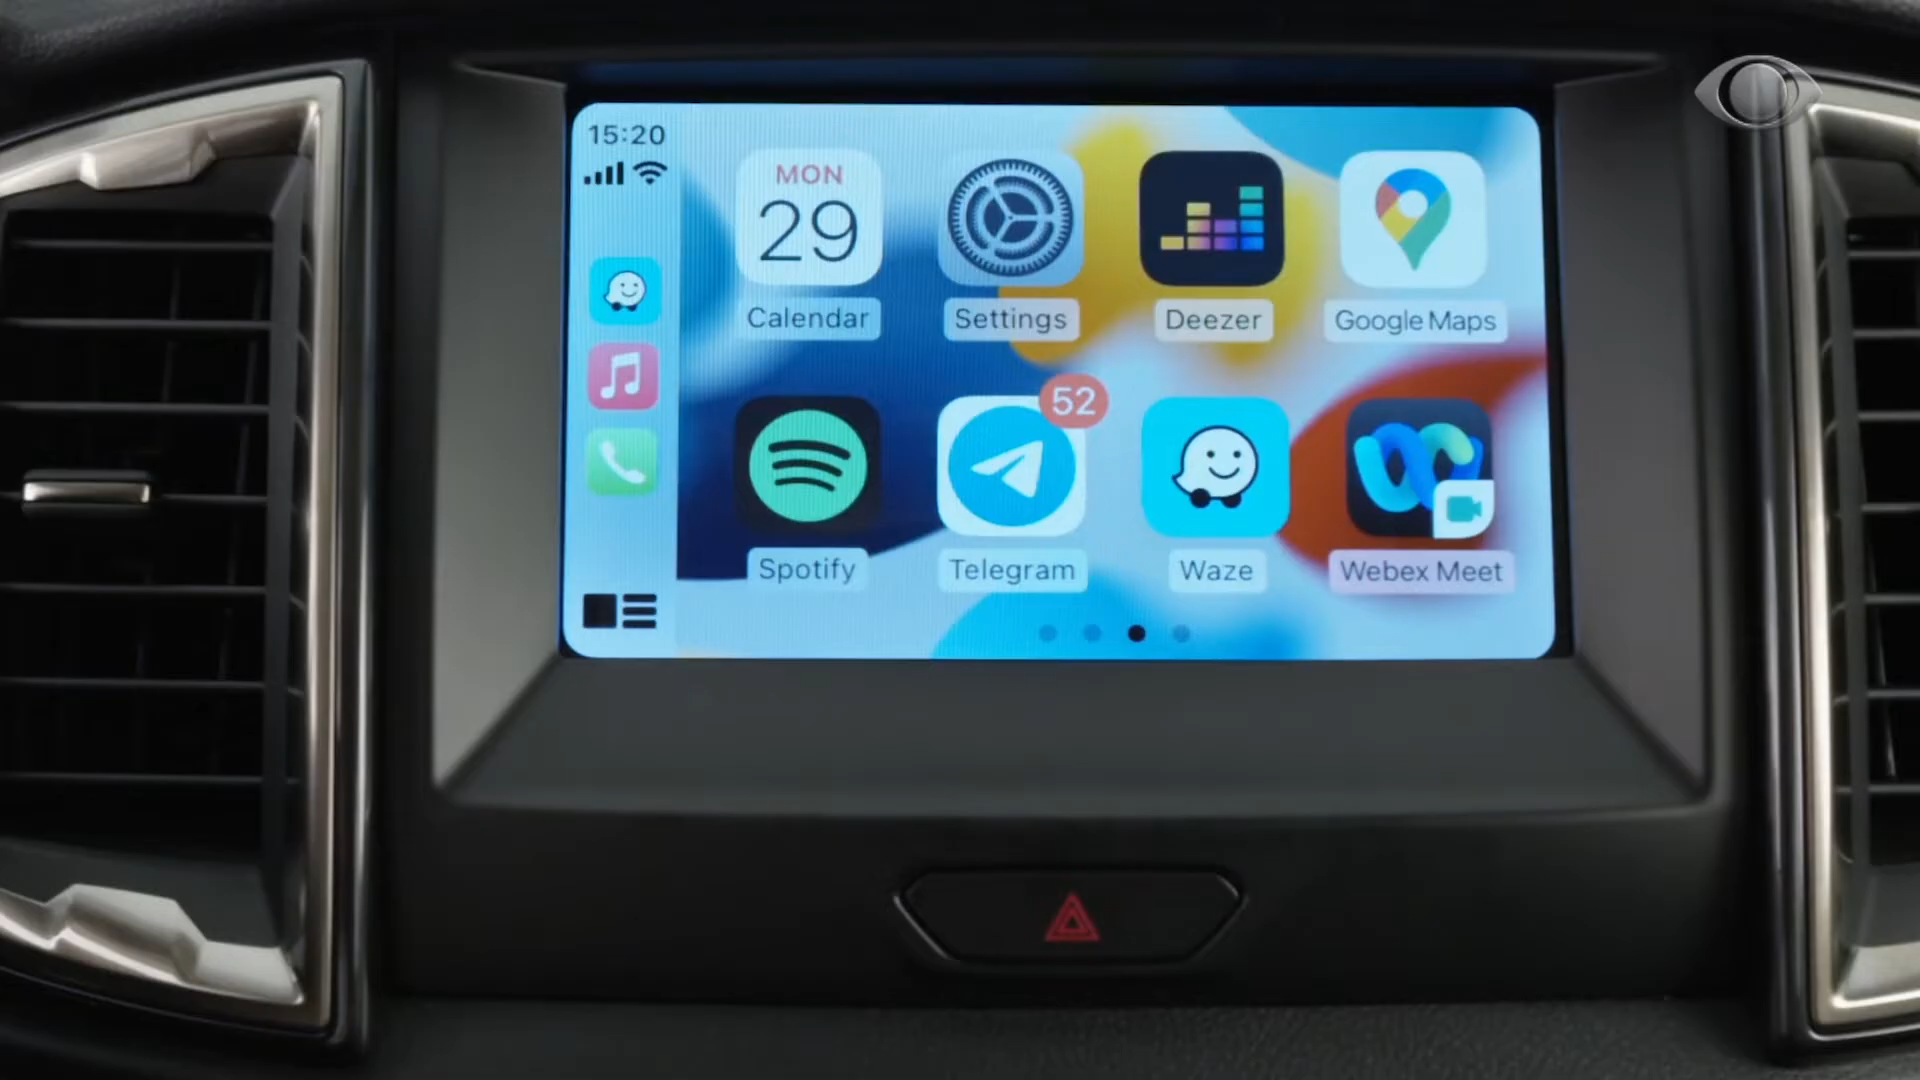 15:20
MON
29
Calendar
Settings
Deezer
Google Maps
52
Spotify
Telegram
Waze
Webex Meet